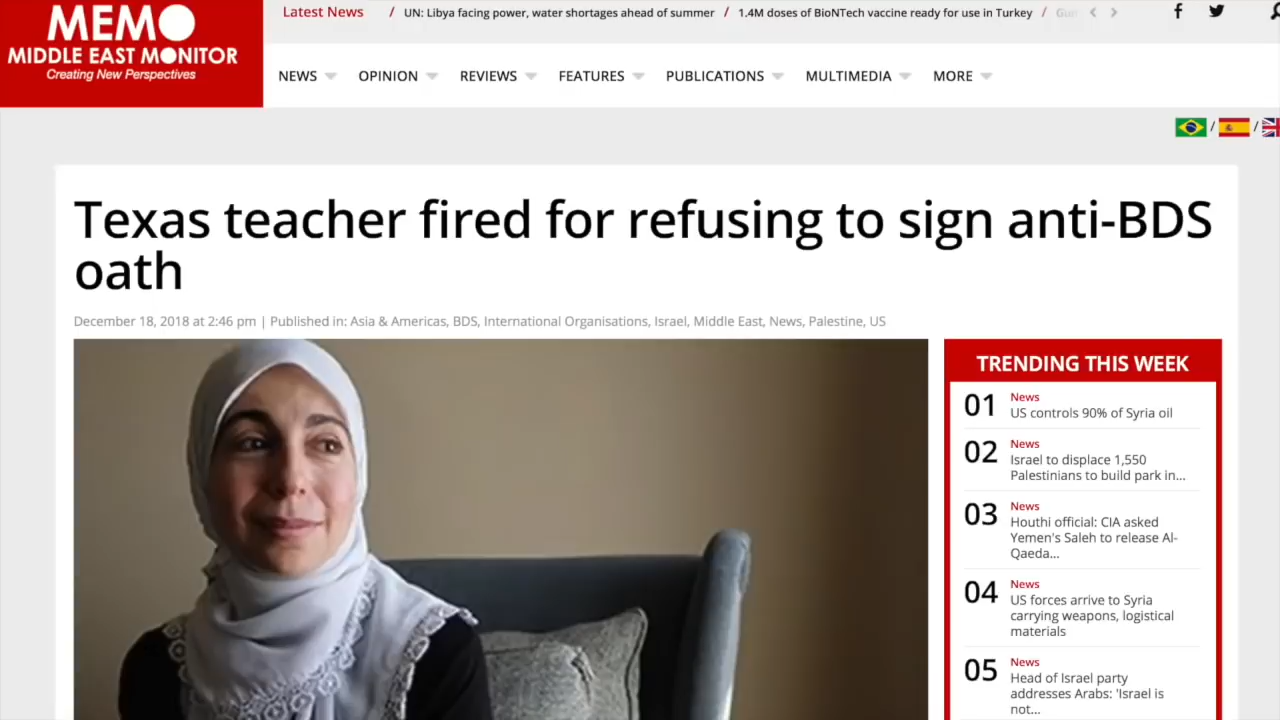 MEMO
MIDDLE EAST MONITOR
Creating New Perspectives
Latest News / UN: Libya facing power, water shortages ahead of summer / 1.4M doses of BioNTech vaccine ready for use in Turkey /
NEWS OPINION REVIEWS FEATURES PUBLICATIONS MULTIMEDIA MORE
/ /
Texas teacher fired for refusing to sign anti-BDS
oath
December 18, 2018 at 2:46 pm | Published in: Asia & Americas, BDS, International Organisations, Israel, Middle East, News, Palestine, US
TRENDING THIS WEEK
01 News
US controls 90% of Syria oil
02 News
Israel to displace 1,550
Palestinians to build park in...
03 News
Houthi official: CIA asked
Yemen's Saleh to release Al-
Qaeda...
04 News
US forces arrive to Syria
carrying weapons, logistical
materials
05 News
Head of Israel party
addresses Arabs: 'Israel is
not...